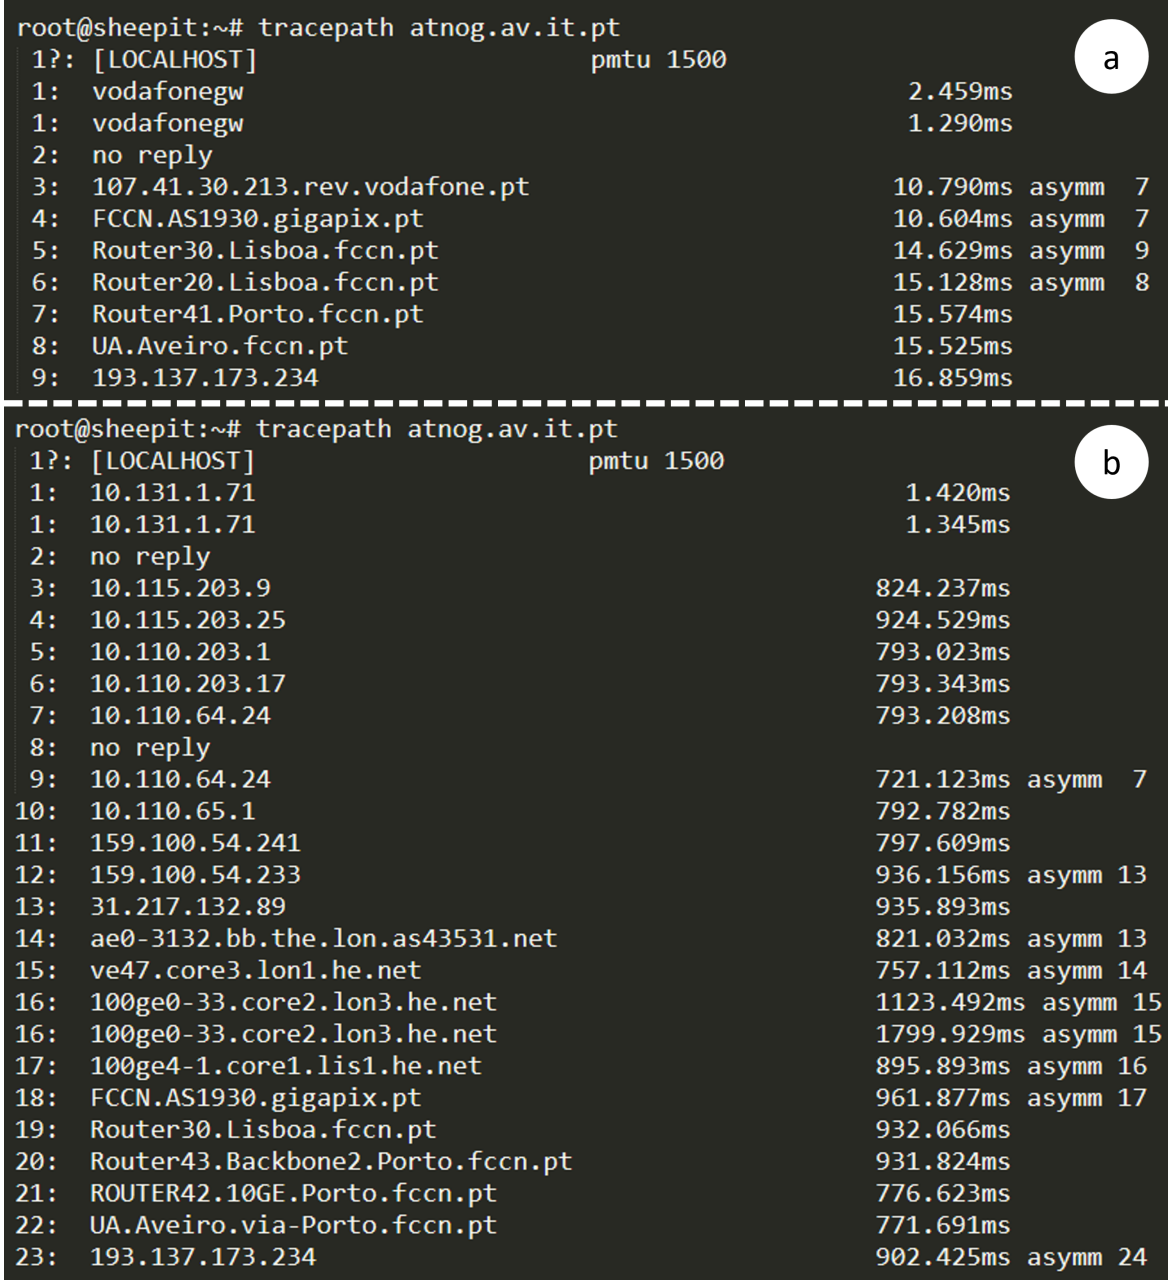 root@sheepit:~# tracepath atnog.av.it.pt
1?: [LOCALHOST] pmtu 1500
a
1: vodafonegw 2.459ms
1: vodafonegw 1.290ms
2: no reply
3: 107.41.30.213.rev.vodafone.pt 10.790ms asymm 7
4: FCCN.AS1930.gigapix.pt 10.604ms asymm 7
5: Router30.Lisboa.fccn.pt 14.629ms asymm 9
6: Router20.Lisboa.fccn.pt 15.128ms asymm 8
7: Router41.Porto.fccn.pt 15.574ms
8: UA.Aveiro.fccn.pt 15.525ms
9: 193.137.173.234 16.859ms
root@sheepit:~# tracepath atnog.av.it.pt
1?: [LOCALHOST] pmtu 1500
b
1: 10.131.1.71 1.420ms
1: 10.131.1.71 1.345ms
2: no reply
3: 10.115.203.9 824.237ms
4: 10.115.203.25 924.529ms
5: 10.110.203.1 793.023ms
6: 10.110.203.17 793.343ms
7: 10.110.64.24 793.208ms
8: no reply
9: 10.110.64.24 721.123ms asymm 7
10: 10.110.65.1 792.782ms
11: 159.100.54.241 797.609ms
12: 159.100.54.233 936.156ms asymm 13
13: 31.217.132.89 935.893ms
14: ae0-3132.bb.the.lon.as43531.net 821.032ms asymm 13
15: ve47.core3.lon1.he.net 757.112ms asymm 14
16: 100ge0-33.core2.lon3.he.net 1123.492ms asymm 15
16: 100ge0-33.core2.lon3.he.net 1799.929ms asymm 15
17: 100ge4-1.core1.lis1.he.net 895.893ms asymm 16
18: FCCN.AS1930.gigapix.pt 961.877ms asymm 17
19: Router30.Lisboa.fccn.pt 932.066ms
20: Router43.Backbone2.Porto.fccn.pt 931.824ms
21: ROUTER42.10GE.Porto.fccn.pt 776.623ms
22: UA.Aveiro.via-Porto.fccn.pt 771.691ms
23: 193.137.173.234 902.425ms asymm 24